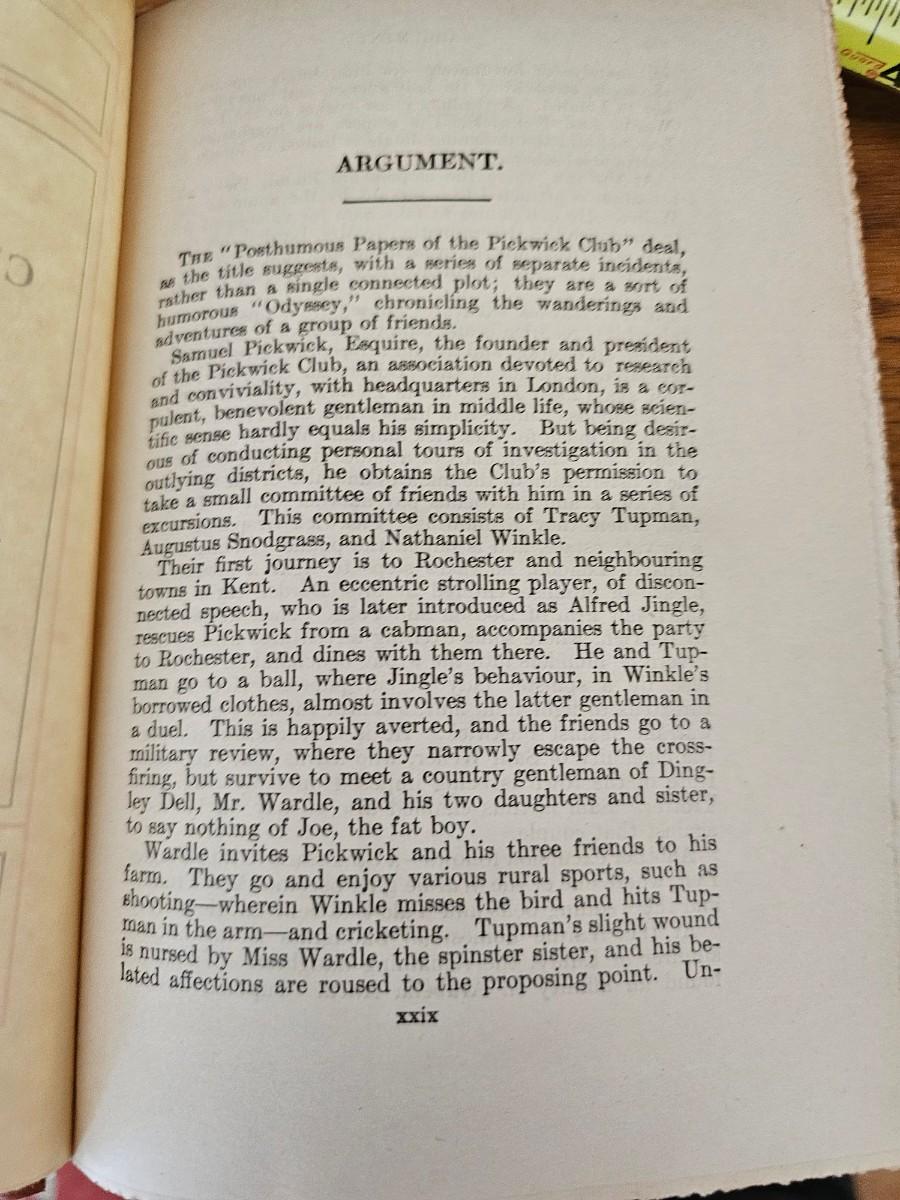 ARGUMENT.
THE "Posthumous Papers of the Pickwick Club" deal,
as the title suggests, with a series of separate incidents,
rather than a single connected plot; they are a sort of
humorous "Odyssey," chronicling the wanderings and
adventures of a group of friends.
Samuel Pickwick, Esquire, the founder and president
of the Pickwick Club, an association devoted to research
and conviviality, with headquarters in London, is a cor-
pulent, benevolent gentleman in middle life, whose scien-
tific sense hardly equals his simplicity. But being desir-
ous of conducting personal tours of investigation in the
outlying districts, he obtains the Club's permission to
take a small committee of friends with him in a series of
excursions. This committee consists of Tracy Tupman,
Augustus Snodgrass, and Nathaniel Winkle.
Their first journey is to Rochester and neighbouring
towns in Kent. An eccentric strolling player, of discon-
nected speech, who is later introduced as Alfred Jingle,
rescues Pickwick from a cabman, accompanies the party
to Rochester, and dines with them there. He and Tup-
man go to a ball, where Jingle's behaviour, in Winkle's
borrowed clothes, almost involves the latter gentleman in
a duel. This is happily averted, and the friends go to a
military review, where they narrowly escape the cross-
firing, but survive to meet a country gentleman of Ding-
ley Dell, Mr. Wardle, and his two daughters and sister,
to say nothing of Joe, the fat boy.
Wardle invites Pickwick and his three friends to his
farm. They go and enjoy various rural sports, such as
shooting—wherein Winkle misses the bird and hits Tup-
man in the arm—and cricketing. Tupman's slight wound
is nursed by Miss Wardle, the spinster sister, and his be-
lated affections are roused to the proposing point. Un-
xxix